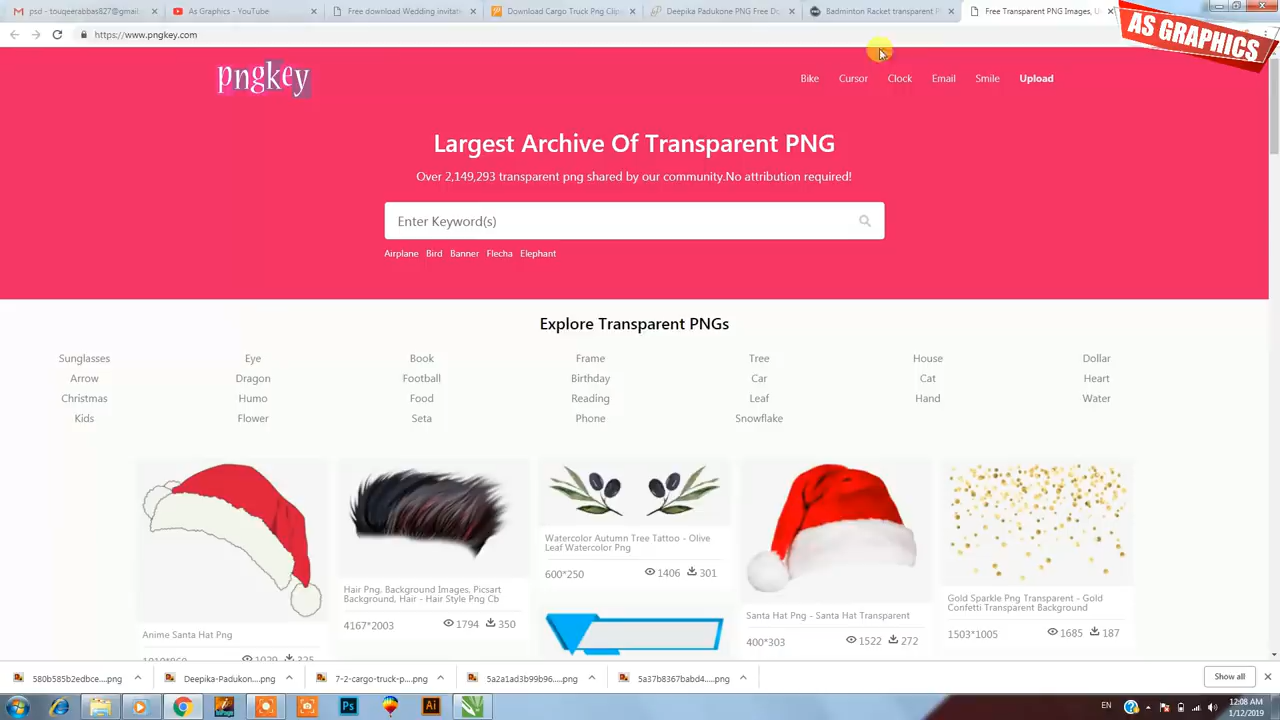 psd - touqerabbas827@gmail.c
As Graphics - YouTube
Free download Wedding invitate
Download Cargo Truck Png Clipa
Deepika Padukone PNG Free Do
Badminton Racket transparent P
Free Transparent PNG Images, U
AS GRAPHICS
https://www.pngkey.com
pngkey
Bike
Cursor
Clock
Email
Smile
Upload
Largest Archive Of Transparent PNG
Over 2,149,293 transparent png shared by our community.No attribution required!
Enter Keyword(s)
Airplane Bird Banner Flecha Elephant
Explore Transparent PNGs
Sunglasses Eye Book Frame Tree House Dollar
Arrow Dragon Football Birthday Car Cat Heart
Christmas Humo Food Reading Leaf Hand Water
Kids Flower Seta Phone Snowflake
Anime Santa Hat Png
Hair Png, Background Images, Picsart
Background, Hair - Hair Style Png Cb
4167*2003 1794 350
Watercolor Autumn Tree Tattoo - Olive
Leaf Watercolor Png
600*250 1406 301
Santa Hat Png - Santa Hat Transparent
400*303 1522 272
Gold Sparkle Png Transparent - Gold
Confetti Transparent Background
1503*1005 1685 187
580b585b2edbce....png
Deepika-Padukon....png
7-2-cargo-truck-p....png
5a2a1ad3b99b96....png
5a37b8367babd4....png
Show all
Ps
Ai
EN
12:08 AM
1/12/2019